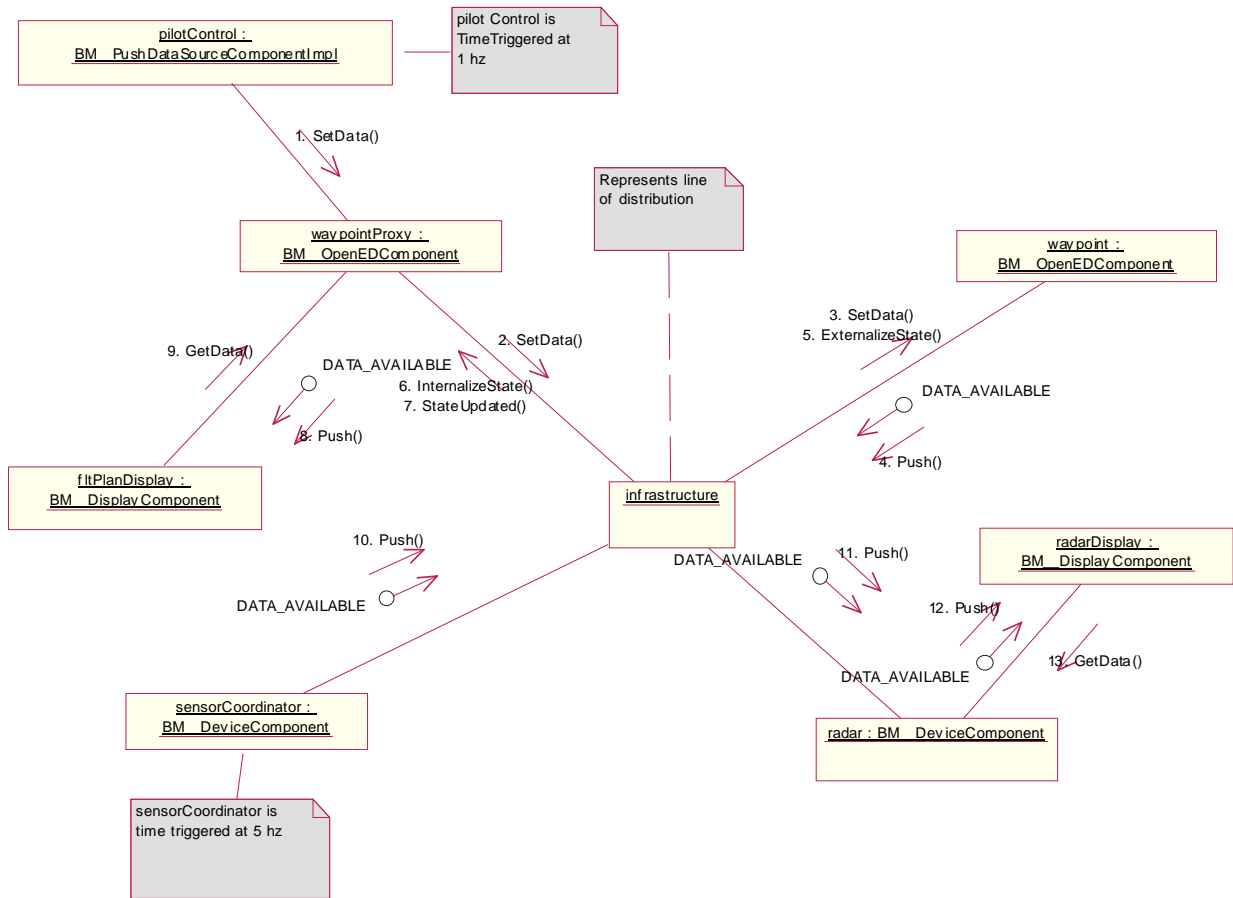 pilotControl :
BM__PushDataSourceComponentImpl
pilot Control is
TimeTriggered at
1 hz
1. SetData()
Represents line
of distribution
waypointProxy :
BM__OpenEDComponent
waypoint :
BM__OpenEDComponent
3. SetData()
5. ExternalizeState()
2. SetData()
9. GetData()
DATA_AVAILABLE
6. InternalizeState()
7. StateUpdated()
DATA_AVAILABLE
8. Push()
4. Push()
fltPlanDisplay :
BM__DisplayComponent
infrastructure
10. Push()
DATA_AVAILABLE
11. Push()
radarDisplay :
BM__DisplayComponent
DATA_AVAILABLE
12. Push()
13. GetData()
DATA_AVAILABLE
sensorCoordinator :
BM__DeviceComponent
radar : BM__DeviceComponent
sensorCoordinator is
time triggered at 5 hz